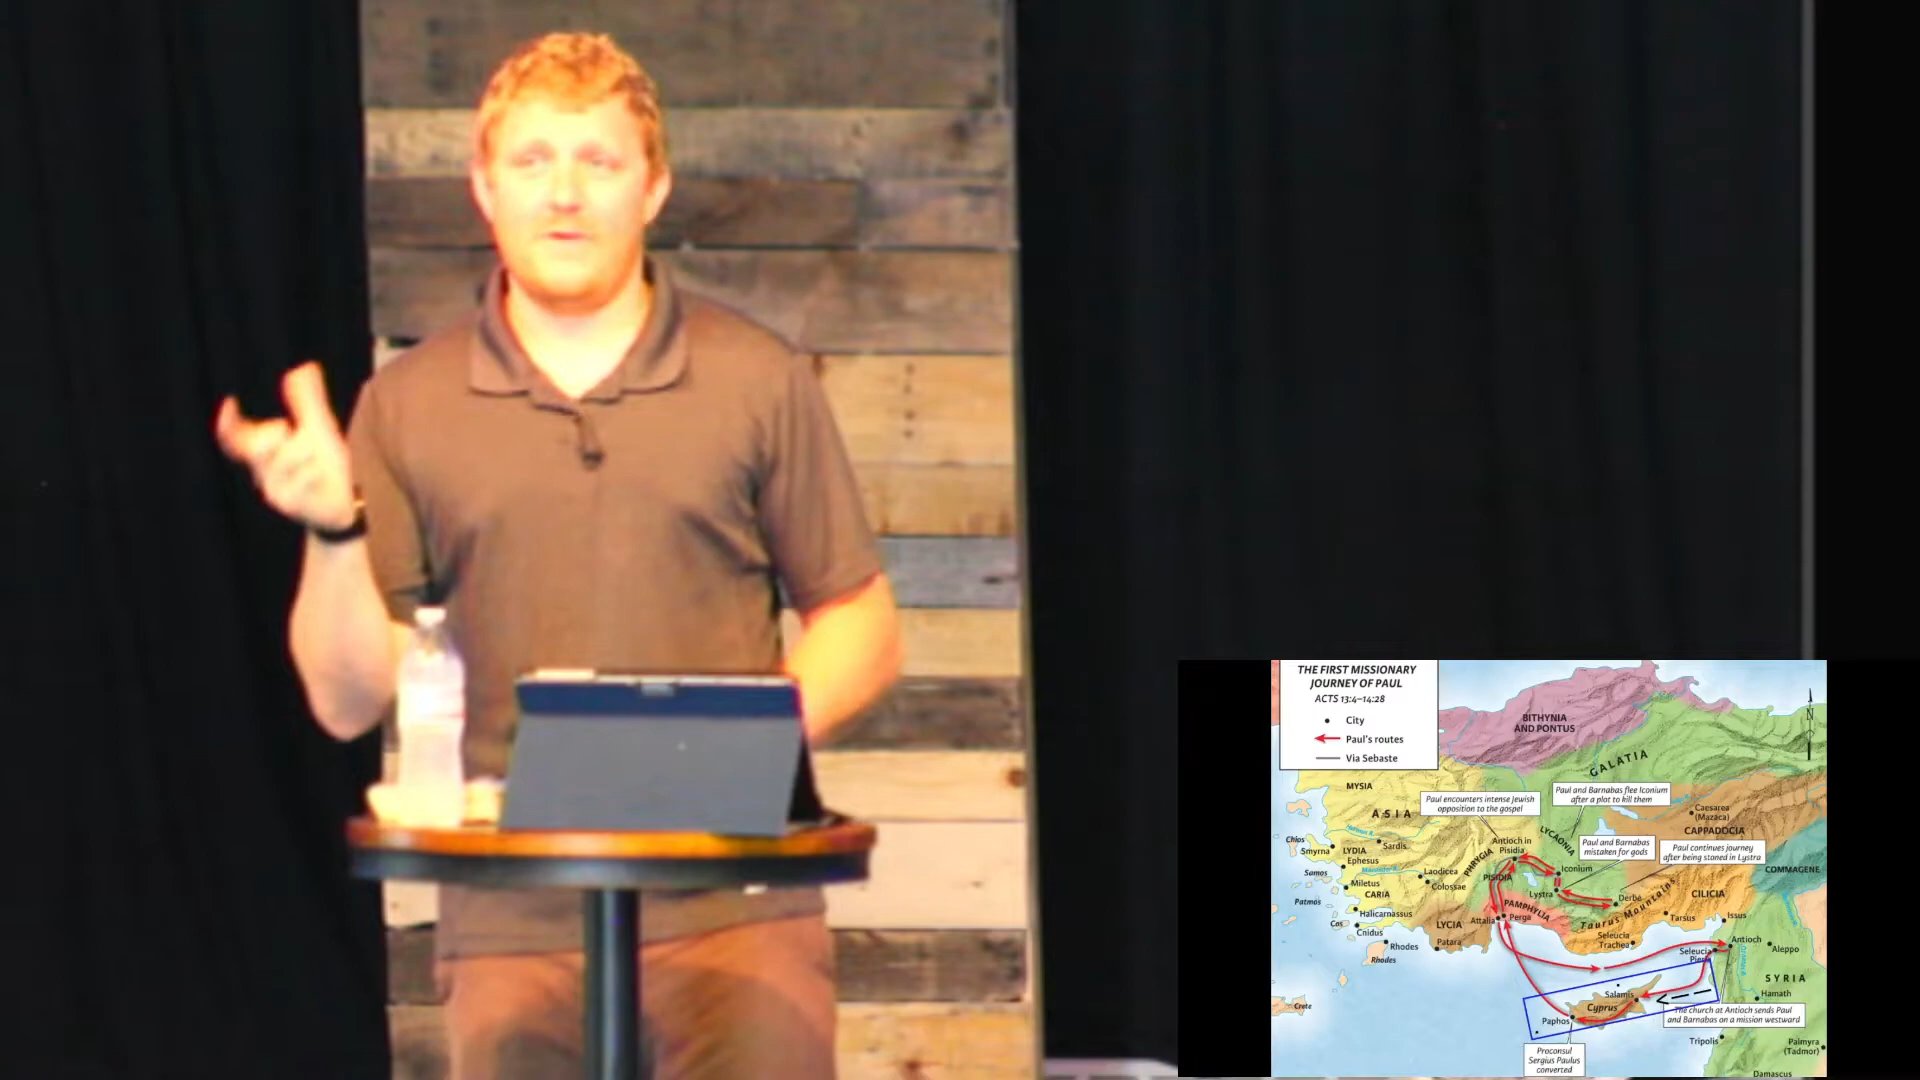 THE FIRST MISSIONARY
JOURNEY OF PAUL
ACTS 13:4–14:28
City
Paul's routes
Via Sebaste
N
BITHYNIA
AND PONTUS
GALATIA
MYSIA
ASIA
Paul encounters intense Jewish
opposition to the gospel
Paul and Barnabas flee Iconium
after a plot to kill them
Caesarea
(Mazaca)
CAPPADOCIA
LYCAONIA
Paul and Barnabas
mistaken for gods
Paul continues journey
after being stoned in Lystra
Chios
Smyrna
LYDIA
Sardis
Ephesus
Antioch in
Pisidia
PHRYGIA
COMMAGENE
Samos
Laodicea
Colossae
PISIDIA
Iconium
Miletus
CARIA
Lystra
Derbe
CILICIA
Patmos
Halicarnassus
PAMPHYLIA
Taurus Mountains
Tarsus
Issus
Cos
Cnidus
LYCIA
Attalia
Perga
Rhodes
Patara
Seleucia
Trachea
Antioch
Aleppo
Rhodes
Seleucia
SYRIA
Salamis
Hamath
Crete
Cyprus
Paphos
The church at Antioch sends Paul
and Barnabas on a mission westward
Tripolis
Palmyra
(Tadmor)
Proconsul
Sergius Paulus
converted
Damascus